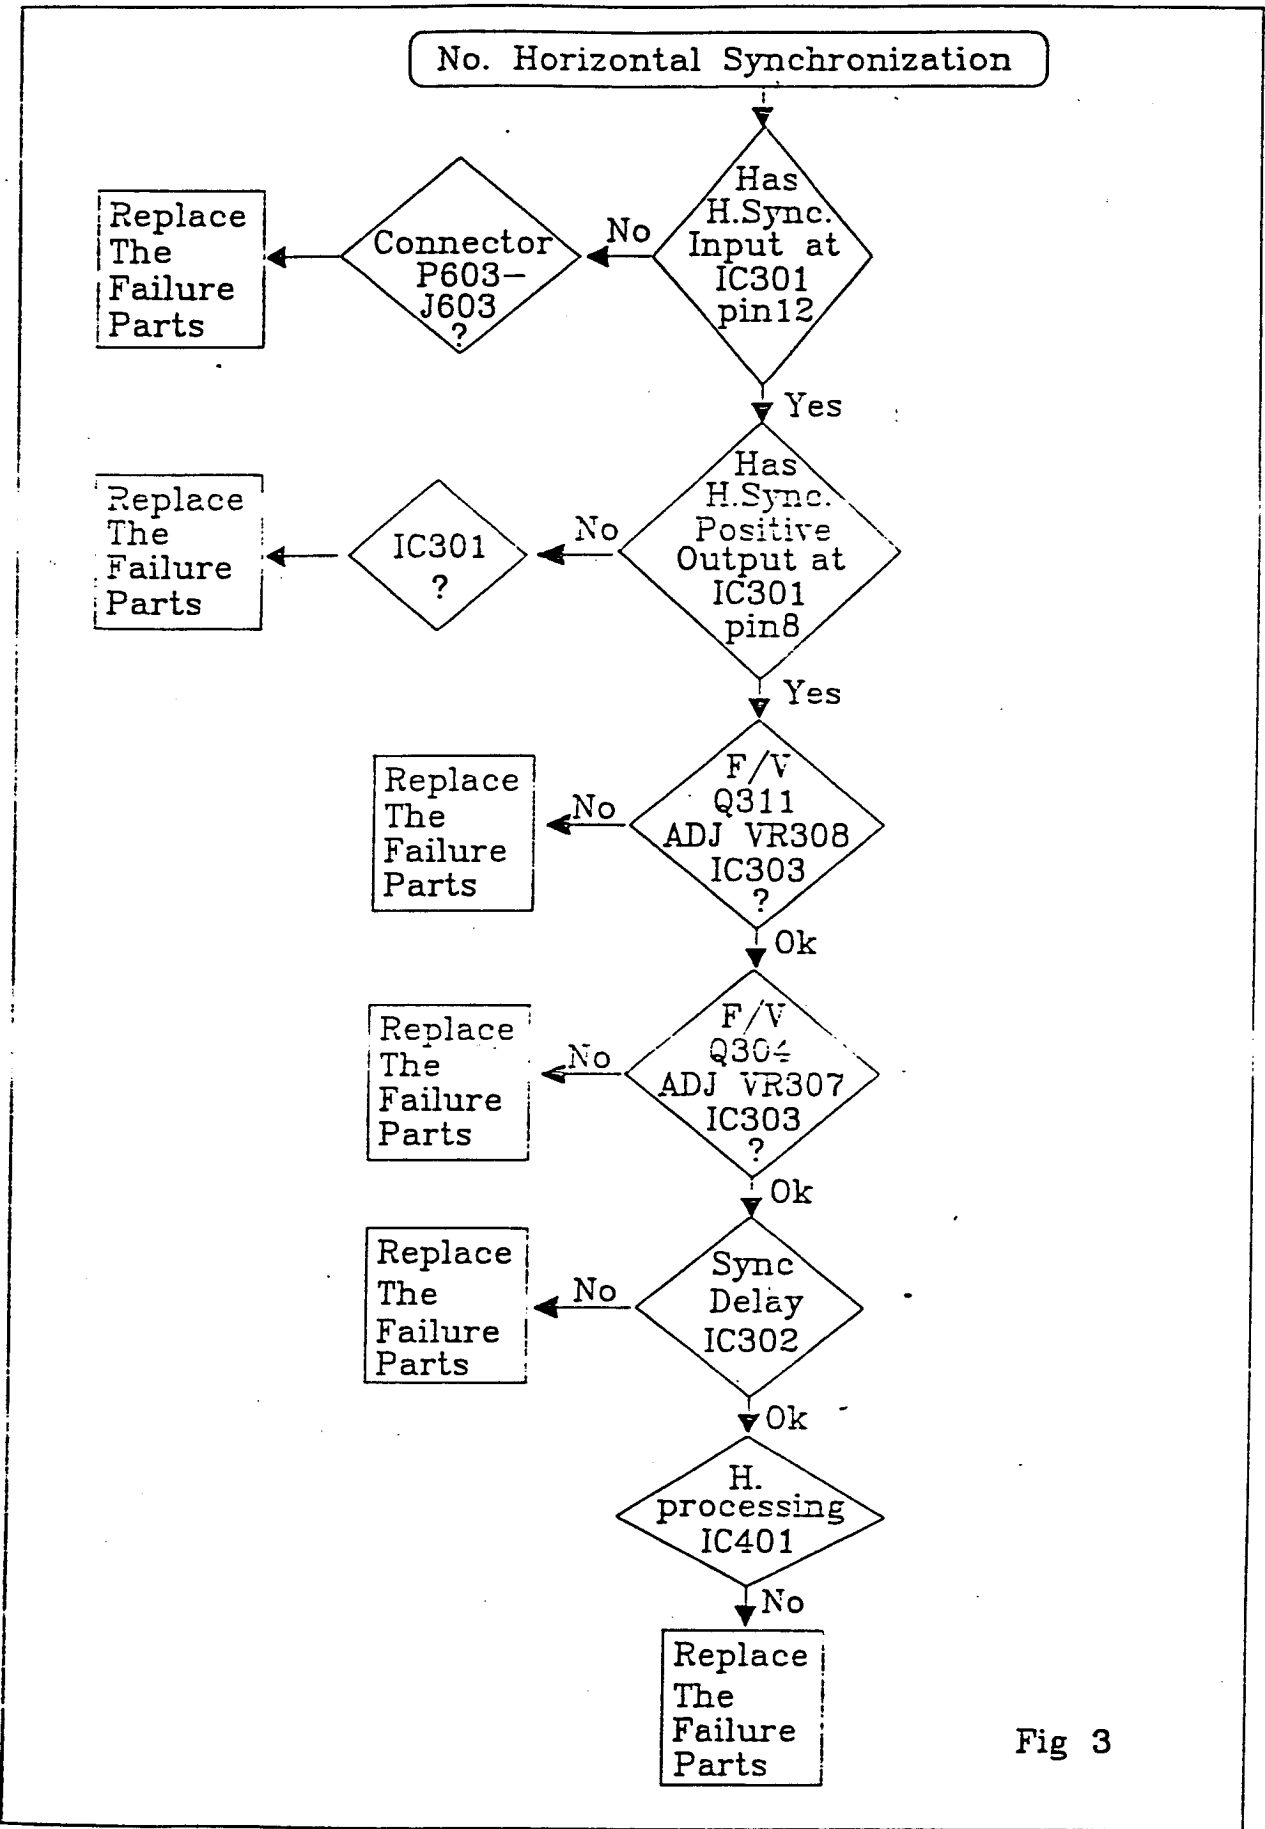 No. Horizontal Synchronization
Has
H.Sync.
Input at
IC301
pin12
No
Connector
P603-
J603
?
Replace
The
Failure
Parts
Yes
Has
H.Sync.
Positive
Output at
IC301
pin8
No
IC301
?
Replace
The
Failure
Parts
Yes
F/V
Q311
ADJ VR308
IC303
?
No
Replace
The
Failure
Parts
Ok
F/V
Q304
ADJ VR307
IC303
?
No
Replace
The
Failure
Parts
Ok
Sync
Delay
IC302
No
Replace
The
Failure
Parts
Ok
H.
processing
IC401
No
Replace
The
Failure
Parts
Fig 3